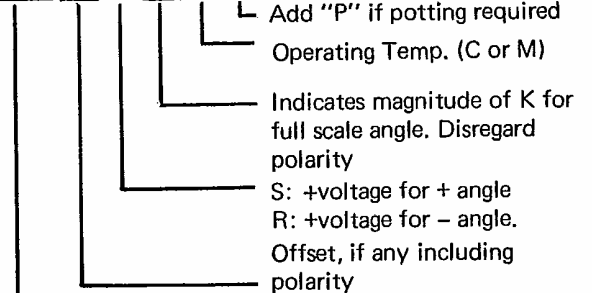 Add "P" if potting required
Operating Temp. (C or M)
Indicates magnitude of K for
full scale angle. Disregard
polarity
S: +voltage for + angle
R: +voltage for – angle.
Offset, if any including
polarity